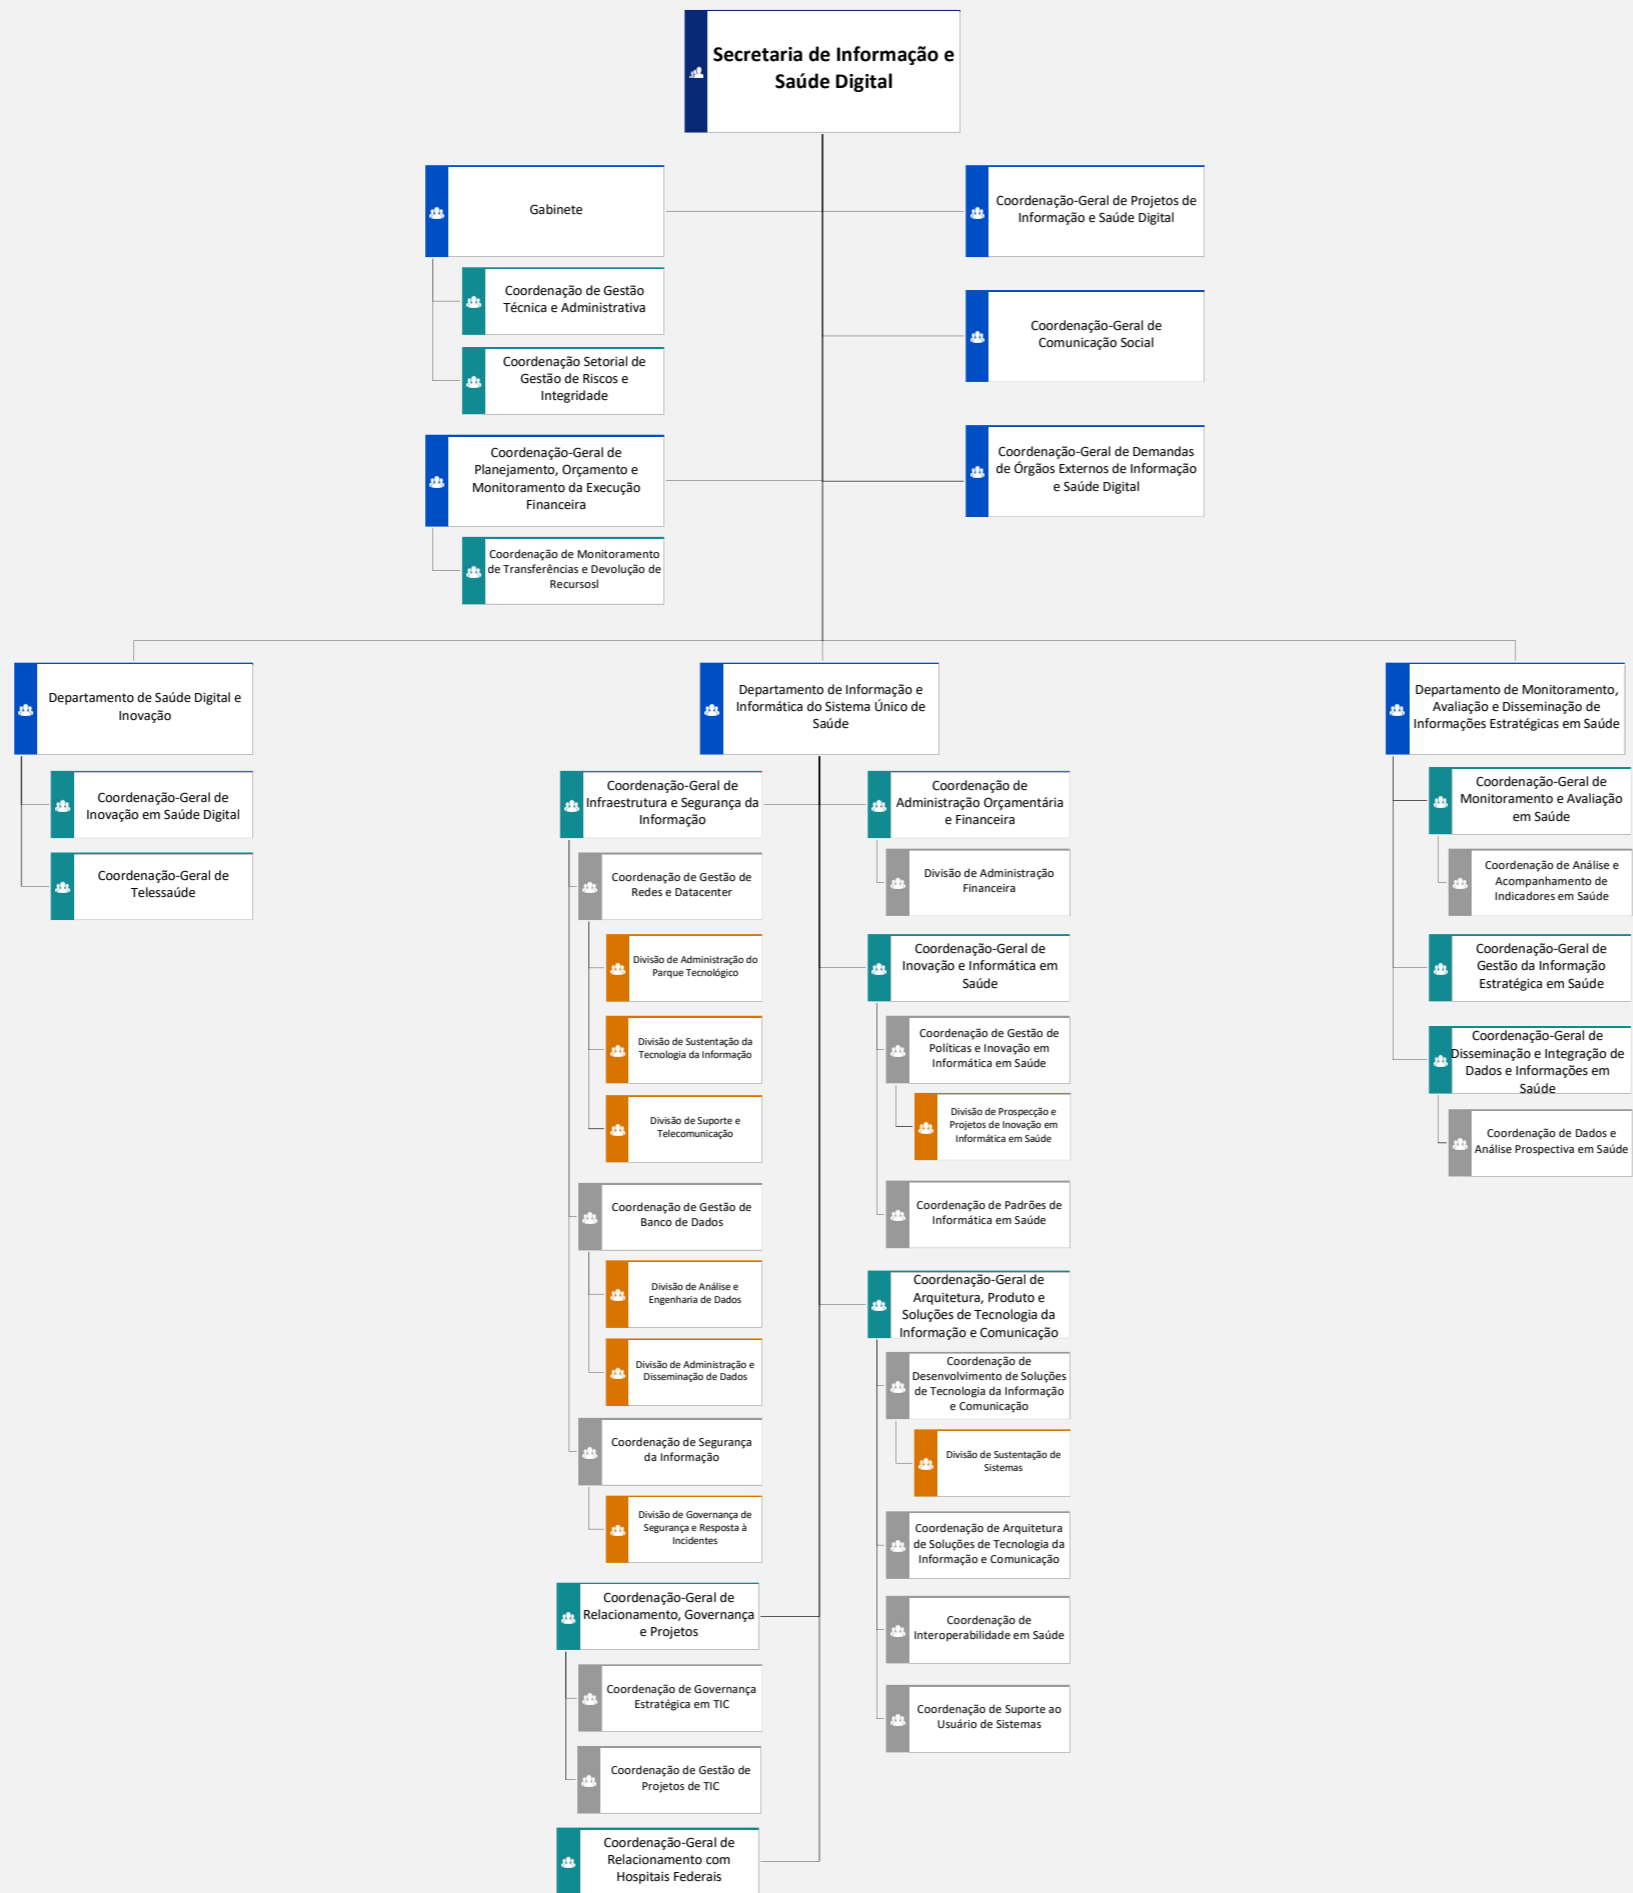 Secretaria de Informação e
Saúde Digital
Gabinete
Coordenação de Gestão
Técnica e Administrativa
Coordenação Setorial de
Gestão de Riscos e
Integridade
Coordenação-Geral de
Planejamento, Orçamento e
Monitoramento da Execução
Financeira
Coordenação de Monitoramento
de Transferências e Devolução de
Recursosl
Coordenação-Geral de Projetos de
Informação e Saúde Digital
Coordenação-Geral de
Comunicação Social
Coordenação-Geral de Demandas
de Órgãos Externos de Informação
e Saúde Digital
Departamento de Saúde Digital e
Inovação
Coordenação-Geral de
Inovação em Saúde Digital
Coordenação-Geral de
Telessaúde
Departamento de Informação e
Informática do Sistema Único de
Saúde
Coordenação-Geral de
Infraestrutura e Segurança da
Informação
Coordenação de Gestão de
Redes e Datacenter
Divisão de Administração do
Parque Tecnológico
Divisão de Sustentação da
Tecnologia da Informação
Divisão de Suporte e
Telecomunicação
Coordenação de Gestão de
Banco de Dados
Divisão de Análise e
Engenharia de Dados
Divisão de Administração e
Disseminação de Dados
Coordenação de Segurança
da Informação
Divisão de Governança de
Segurança e Resposta à
Incidentes
Coordenação-Geral de
Relacionamento, Governança
e Projetos
Coordenação de Governança
Estratégica em TIC
Coordenação de Gestão de
Projetos de TIC
Coordenação-Geral de
Relacionamento com
Hospitais Federais
Coordenação de
Administração Orçamentária
e Financeira
Divisão de Administração
Financeira
Coordenação-Geral de
Inovação e Informática em
Saúde
Coordenação de Gestão de
Políticas e Inovação em
Informática em Saúde
Divisão de Prospecção e
Projetos de Inovação em
Informática em Saúde
Coordenação de Padrões de
Informática em Saúde
Coordenação-Geral de
Arquitetura, Produto e
Soluções de Tecnologia da
Informação e Comunicação
Coordenação de
Desenvolvimento de Soluções
de Tecnologia da Informação
e Comunicação
Divisão de Sustentação de
Sistemas
Coordenação de Arquitetura
de Soluções de Tecnologia da
Informação e Comunicação
Coordenação de
Interoperabilidade em Saúde
Coordenação de Suporte ao
Usuário de Sistemas
Departamento de Monitoramento,
Avaliação e Disseminação de
Informações Estratégicas em Saúde
Coordenação-Geral de
Monitoramento e Avaliação
em Saúde
Coordenação de Análise e
Acompanhamento de
Indicadores em Saúde
Coordenação-Geral de
Gestão da Informação
Estratégica em Saúde
Coordenação-Geral de
Disseminação e Integração de
Dados e Informações em
Saúde
Coordenação de Dados e
Análise Prospectiva em Saúde